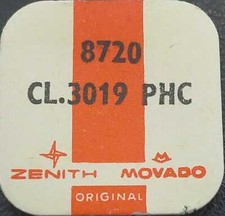 8720
CL.3019 PHC
ZENITH MOVADO
ORIGINAL